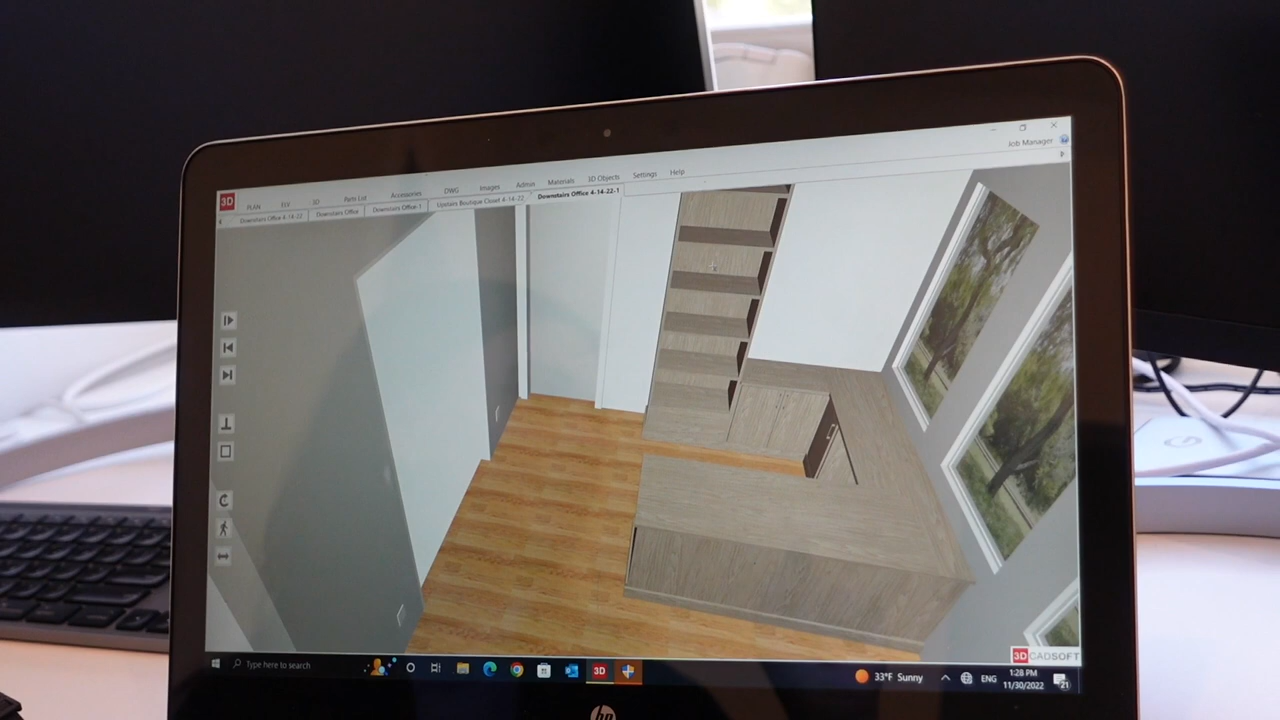 Job Manager
3D
PLAN ELV 3D Parts List Accessories DWG Images Admin Materials 3D Objects Settings Help
Downstairs Office 4-14-22 Downstairs Office Downstairs Office-1 Upstairs Boutique Closet 4-14-22 Downstairs Office 4-14-22-1
3DCADSOFT
Type here to search
3D
33°F Sunny
ENG
1:28 PM
11/30/2022
21
hp